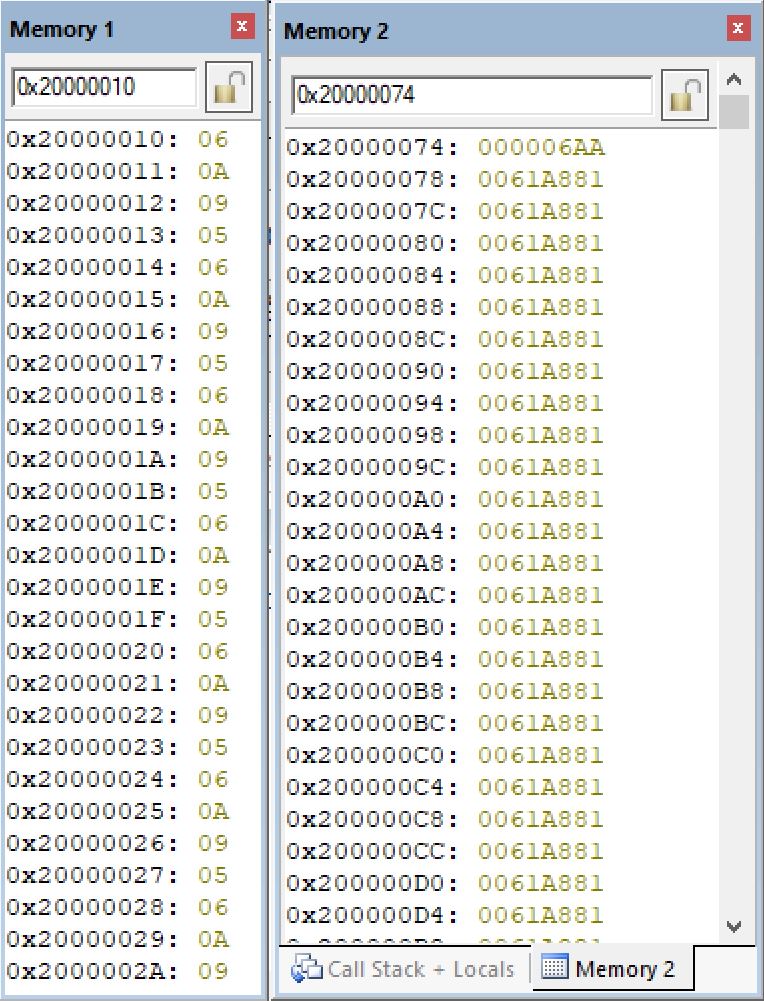 Memory 1
x
0x20000010
0x20000010: 06
0x20000011: 0A
0x20000012: 09
0x20000013: 05
0x20000014: 06
0x20000015: 0A
0x20000016: 09
0x20000017: 05
0x20000018: 06
0x20000019: 0A
0x2000001A: 09
0x2000001B: 05
0x2000001C: 06
0x2000001D: 0A
0x2000001E: 09
0x2000001F: 05
0x20000020: 06
0x20000021: 0A
0x20000022: 09
0x20000023: 05
0x20000024: 06
0x20000025: 0A
0x20000026: 09
0x20000027: 05
0x20000028: 06
0x20000029: 0A
0x2000002A: 09
Memory 2
x
0x20000074
0x20000074: 000006AA
0x20000078: 0061A881
0x2000007C: 0061A881
0x20000080: 0061A881
0x20000084: 0061A881
0x20000088: 0061A881
0x2000008C: 0061A881
0x20000090: 0061A881
0x20000094: 0061A881
0x20000098: 0061A881
0x2000009C: 0061A881
0x200000A0: 0061A881
0x200000A4: 0061A881
0x200000A8: 0061A881
0x200000AC: 0061A881
0x200000B0: 0061A881
0x200000B4: 0061A881
0x200000B8: 0061A881
0x200000BC: 0061A881
0x200000C0: 0061A881
0x200000C4: 0061A881
0x200000C8: 0061A881
0x200000CC: 0061A881
0x200000D0: 0061A881
0x200000D4: 0061A881
Call Stack + Locals
Memory 2